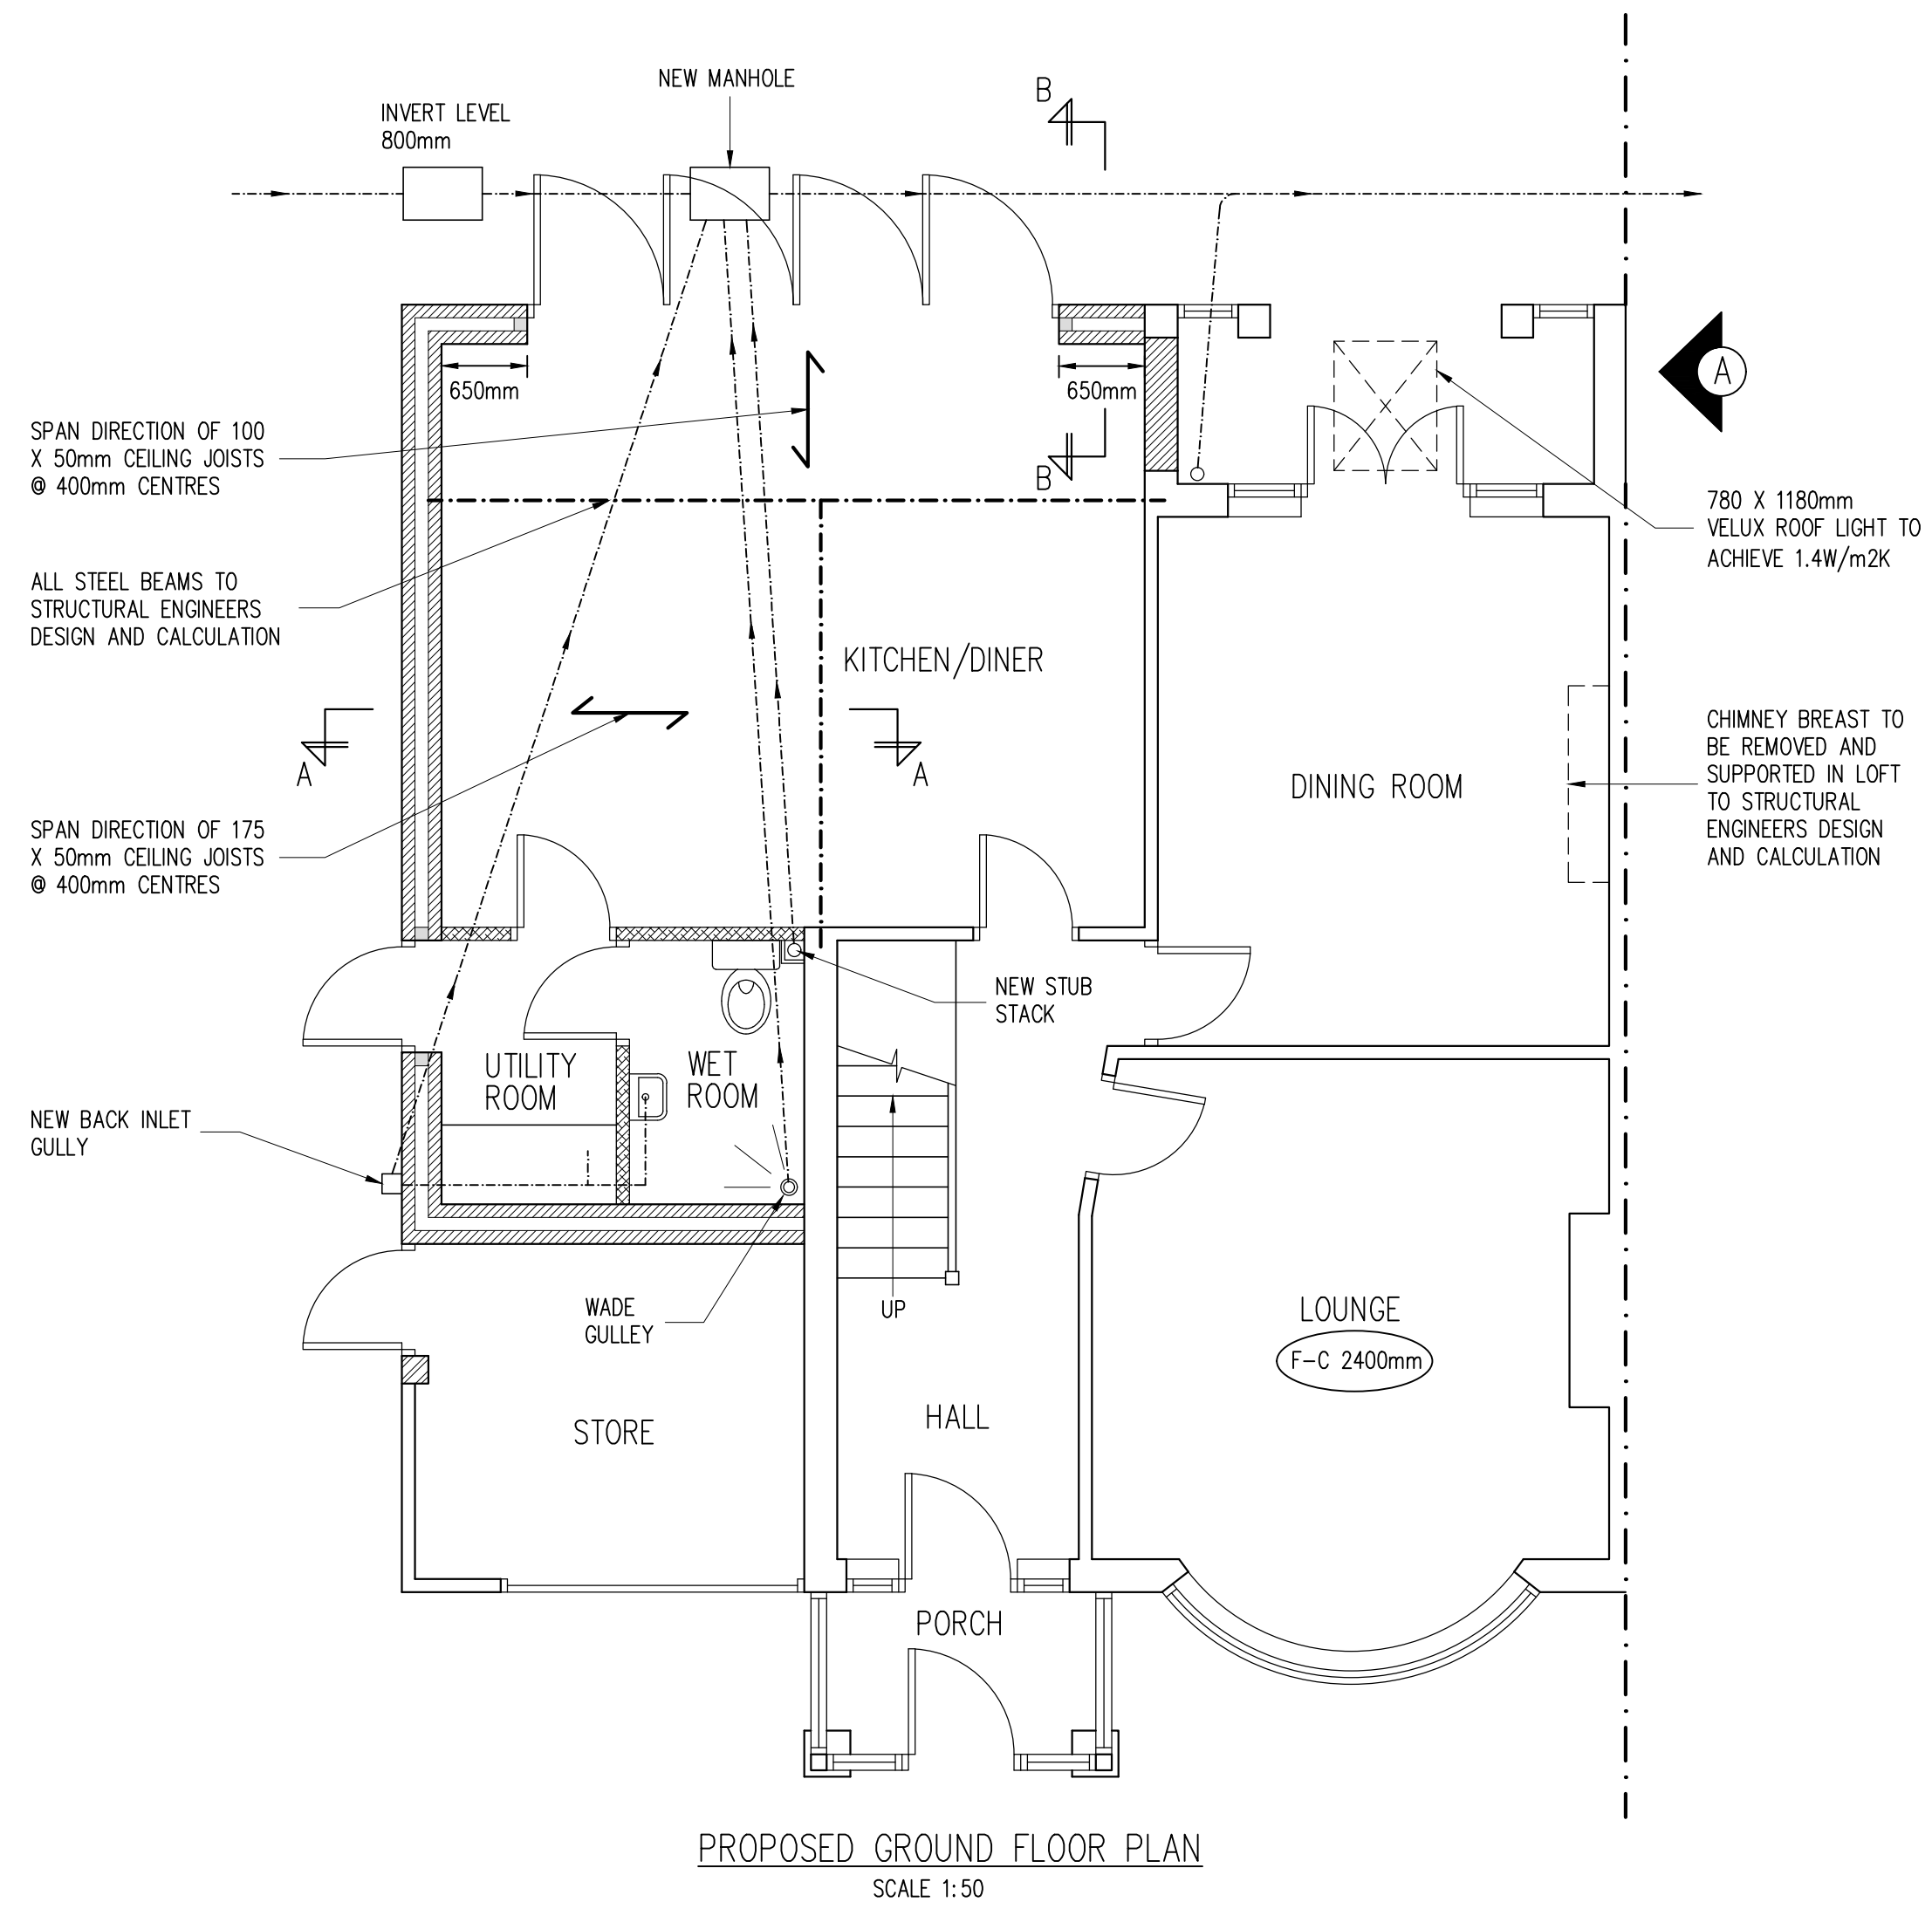 NEW MANHOLE
B
INVERT LEVEL
800mm
650mm
650mm
A
SPAN DIRECTION OF 100
X 50mm CEILING JOISTS
@ 400mm CENTRES
B
780 X 1180mm
VELUX ROOF LIGHT TO
ACHIEVE 1.4W/m2K
ALL STEEL BEAMS TO
STRUCTURAL ENGINEERS
DESIGN AND CALCULATION
KITCHEN/DINER
A
A
DINING ROOM
CHIMNEY BREAST TO
BE REMOVED AND
SUPPORTED IN LOFT
TO STRUCTURAL
ENGINEERS DESIGN
AND CALCULATION
SPAN DIRECTION OF 175
X 50mm CEILING JOISTS
@ 400mm CENTRES
NEW STUB
STACK
UTILITY
ROOM
WET
ROOM
NEW BACK INLET
GULLY
WADE
GULLEY
UP
LOUNGE
F-C 2400mm
HALL
STORE
PORCH
PROPOSED GROUND FLOOR PLAN
SCALE 1:50